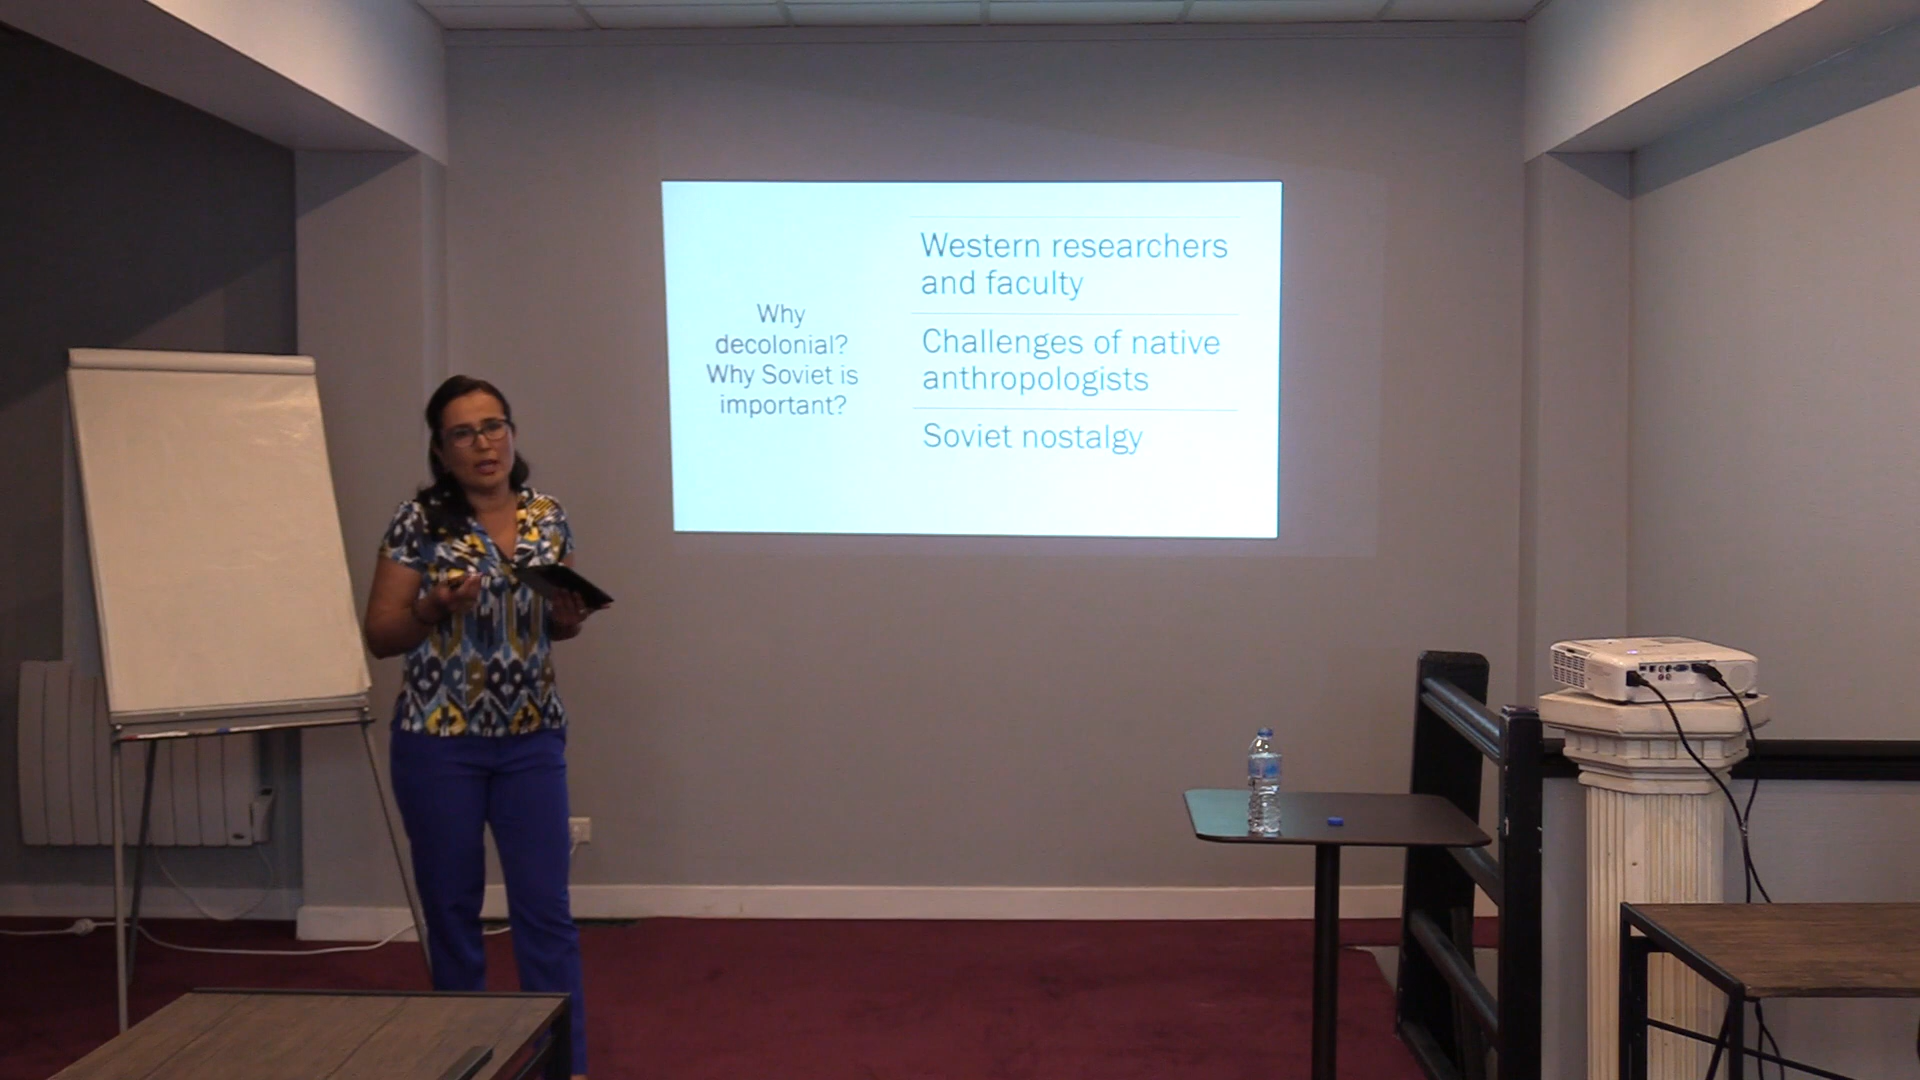 Why
decolonial?
Why Soviet is
important?
Western researchers
and faculty
Challenges of native
anthropologists
Soviet nostalgy